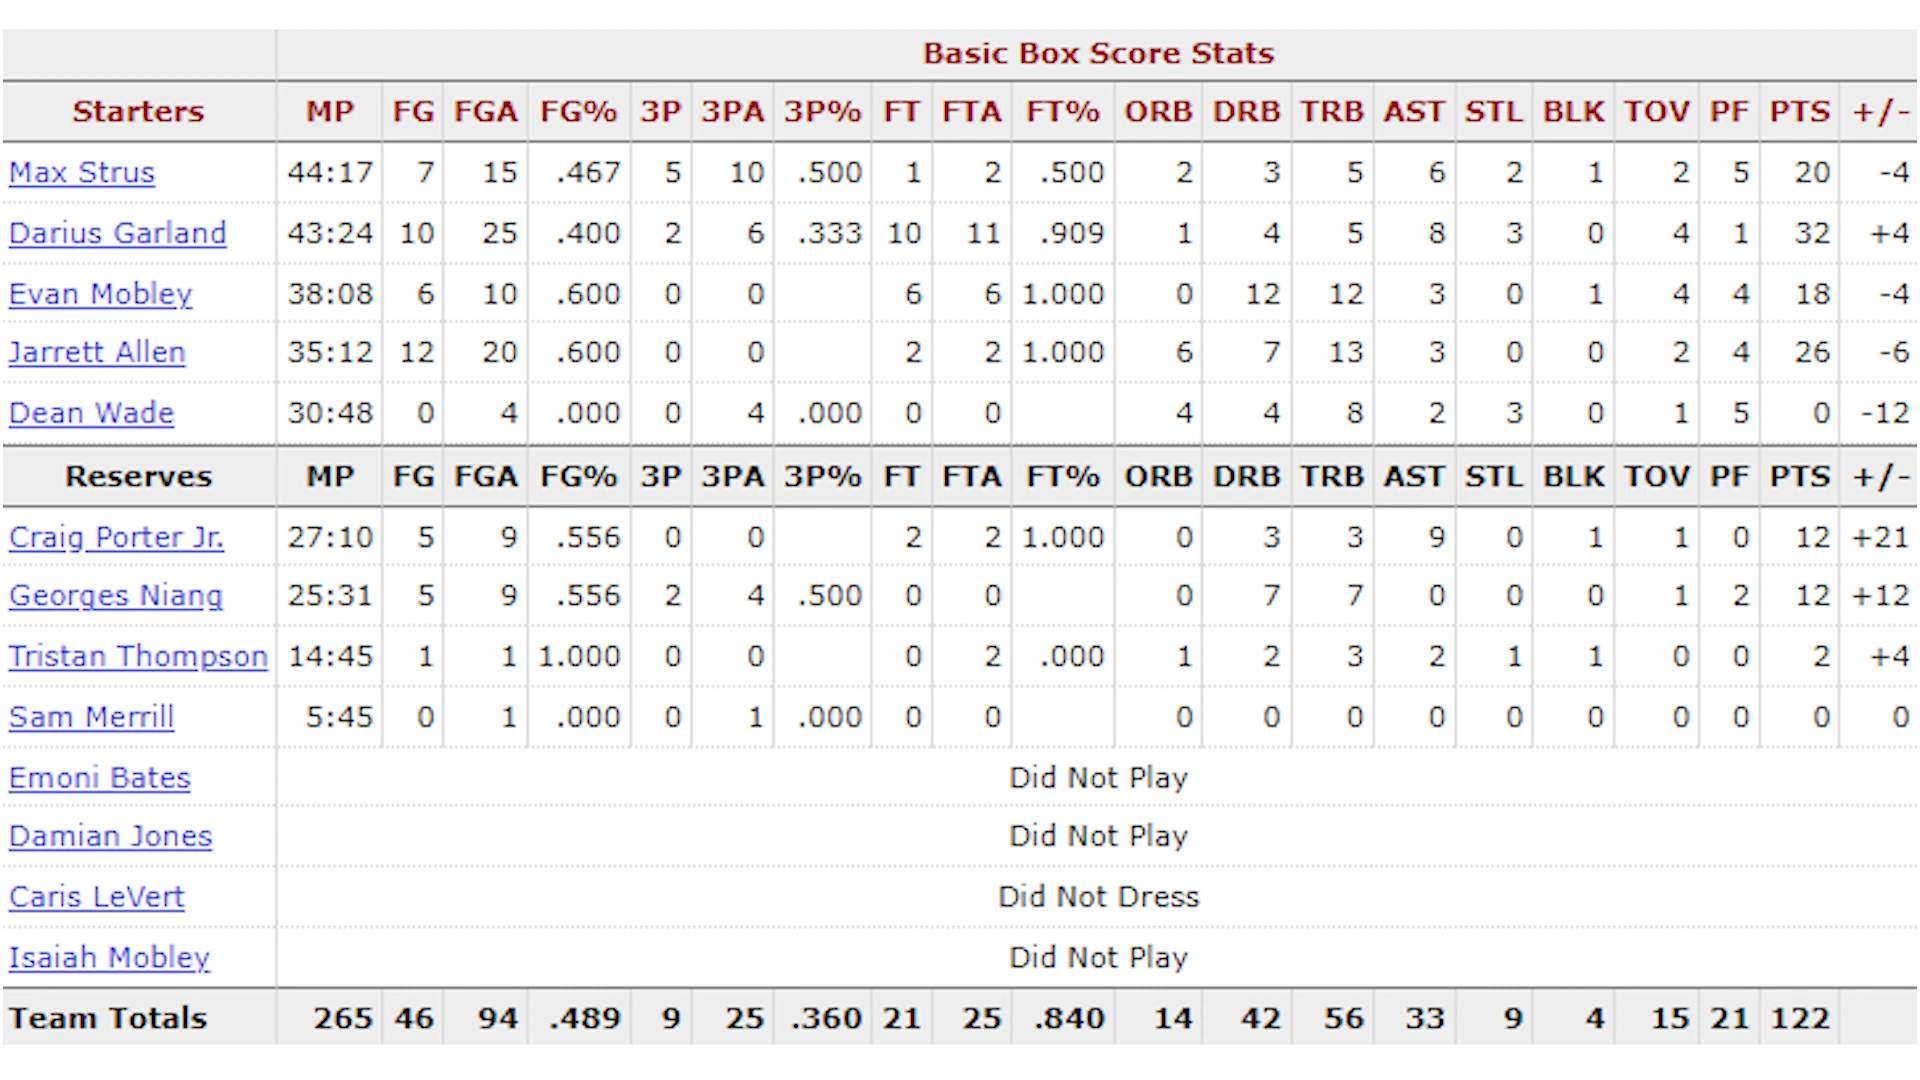 Basic Box Score Stats
Starters MP FG FGA FG% 3P 3PA 3P% FT FTA FT% ORB DRB TRB AST STL BLK TOV PF PTS +/-
Max Strus 44:17 7 15 .467 5 10 .500 1 2 .500 2 3 5 6 2 1 2 5 20 -4
Darius Garland 43:24 10 25 .400 2 6 .333 10 11 .909 1 4 5 8 3 0 4 1 32 +4
Evan Mobley 38:08 6 10 .600 0 0 6 6 1.000 0 12 12 3 0 1 4 4 18 -4
Jarrett Allen 35:12 12 20 .600 0 0 2 2 1.000 6 7 13 3 0 0 2 4 26 -6
Dean Wade 30:48 0 4 .000 0 4 .000 0 0 4 4 8 2 3 0 1 5 0 -12
Reserves MP FG FGA FG% 3P 3PA 3P% FT FTA FT% ORB DRB TRB AST STL BLK TOV PF PTS +/-
Craig Porter Jr. 27:10 5 9 .556 0 0 2 2 1.000 0 3 3 9 0 1 1 0 12 +21
Georges Niang 25:31 5 9 .556 2 4 .500 0 0 0 7 7 0 0 0 1 2 12 +12
Tristan Thompson 14:45 1 1 1.000 0 0 0 2 .000 1 2 3 2 1 1 0 0 2 +4
Sam Merrill 5:45 0 1 .000 0 1 .000 0 0 0 0 0 0 0 0 0 0 0 0
Emoni Bates Did Not Play
Damian Jones Did Not Play
Caris LeVert Did Not Dress
Isaiah Mobley Did Not Play
Team Totals 265 46 94 .489 9 25 .360 21 25 .840 14 42 56 33 9 4 15 21 122